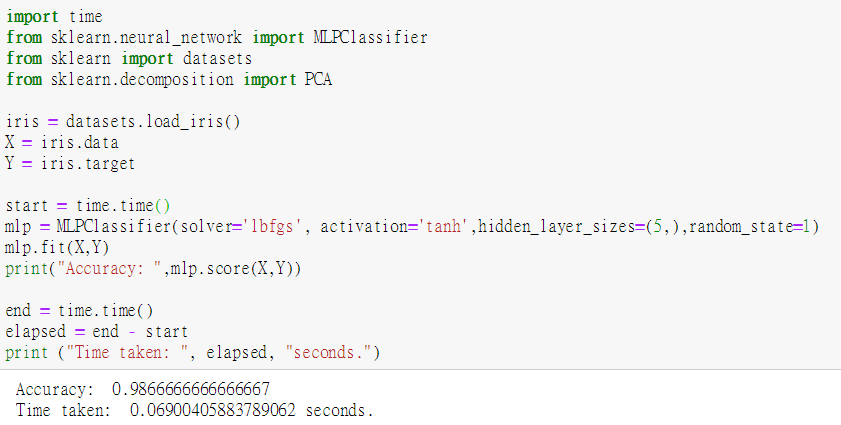 import time
from sklearn.neural_network import MLPClassifier
from sklearn import datasets
from sklearn.decomposition import PCA
iris = datasets.load_iris()
X = iris.data
Y = iris.target
start = time.time()
mlp = MLPClassifier(solver='lbfgs', activation='tanh',hidden_layer_sizes=(5,),random_state=1)
mlp.fit(X,Y)
print("Accuracy: ",mlp.score(X,Y))
end = time.time()
elapsed = end - start
print ("Time taken: ", elapsed, "seconds.")
Accuracy:  0.9866666666666667
Time taken:  0.06900405883789062 seconds.